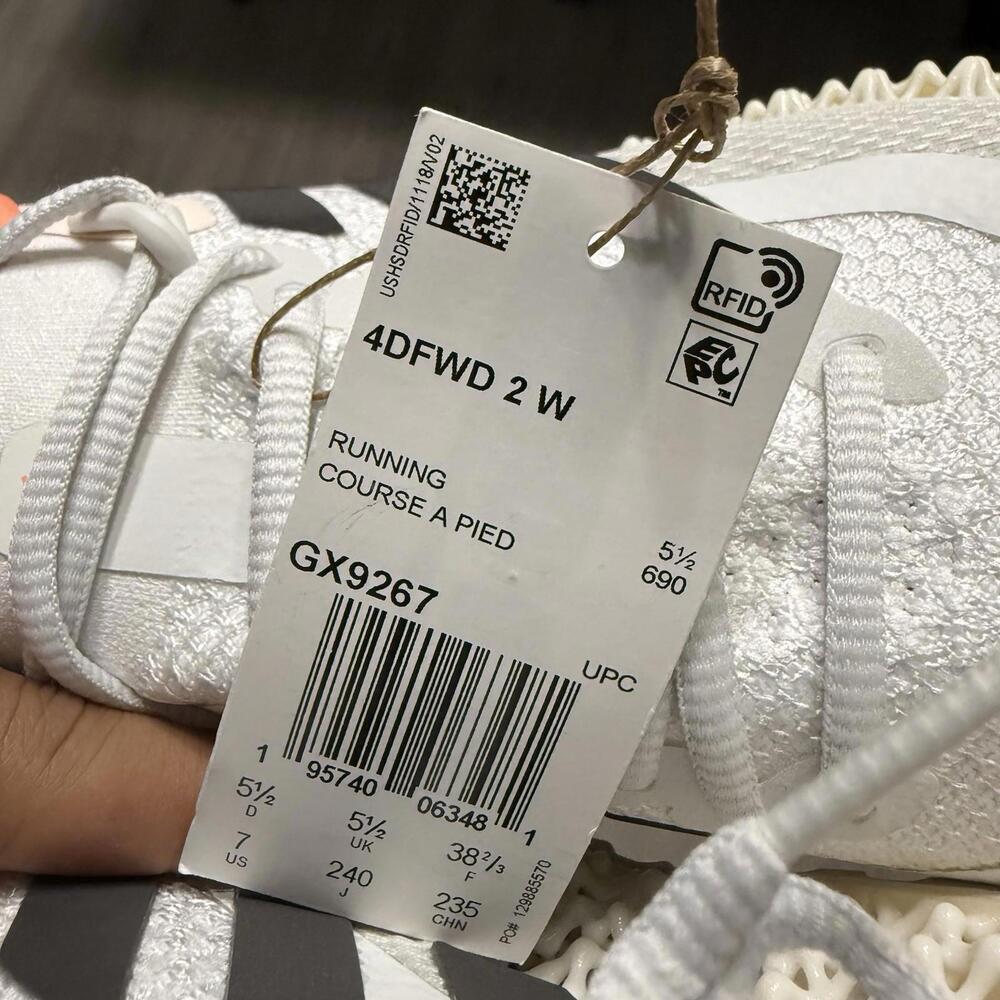 USHSDRFID/1118/V02
RFID
EPC™
4DFWD 2 W
RUNNING
COURSE A PIED
5½
690
GX9267
UPC
1 95740 06348 1
5½ D
5½ UK
38⅔ F
7 US
240 J
235 CHN
PO# 129885570